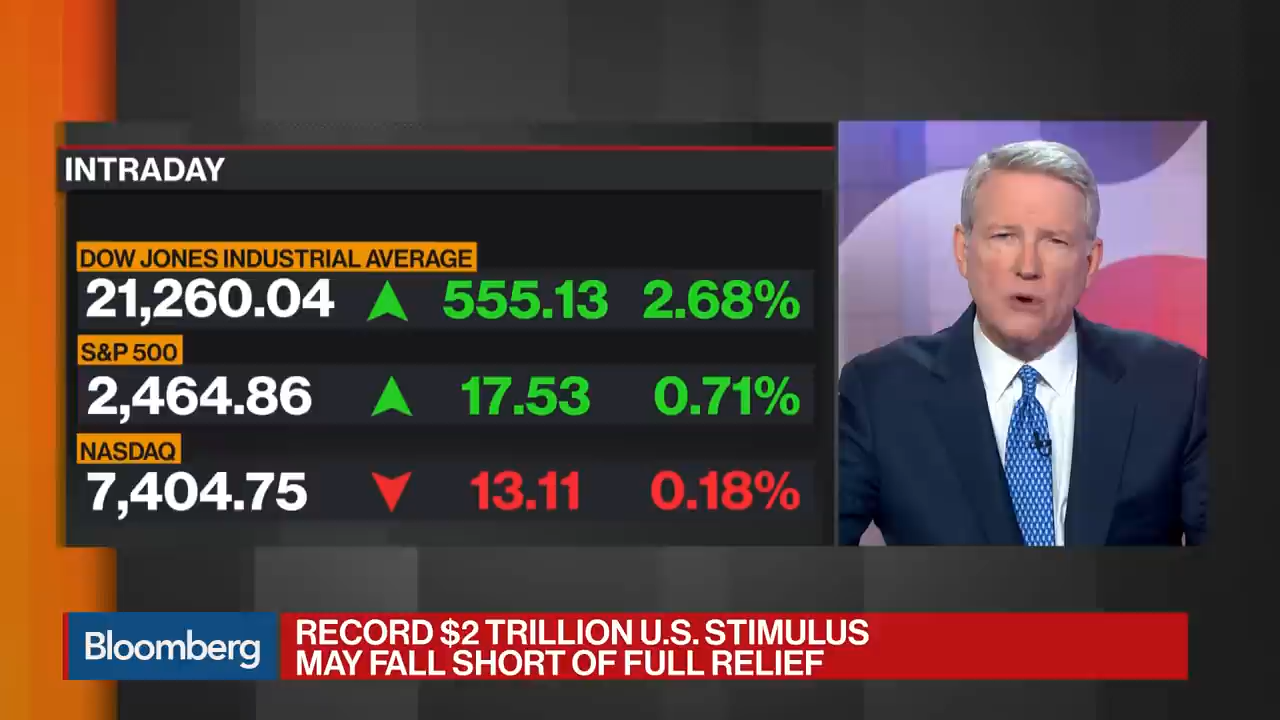 INTRADAY
DOW JONES INDUSTRIAL AVERAGE
21,260.04 ▲ 555.13 2.68%
S&P 500
2,464.86 ▲ 17.53 0.71%
NASDAQ
7,404.75 ▼ 13.11 0.18%
Bloomberg
RECORD $2 TRILLION U.S. STIMULUS
MAY FALL SHORT OF FULL RELIEF